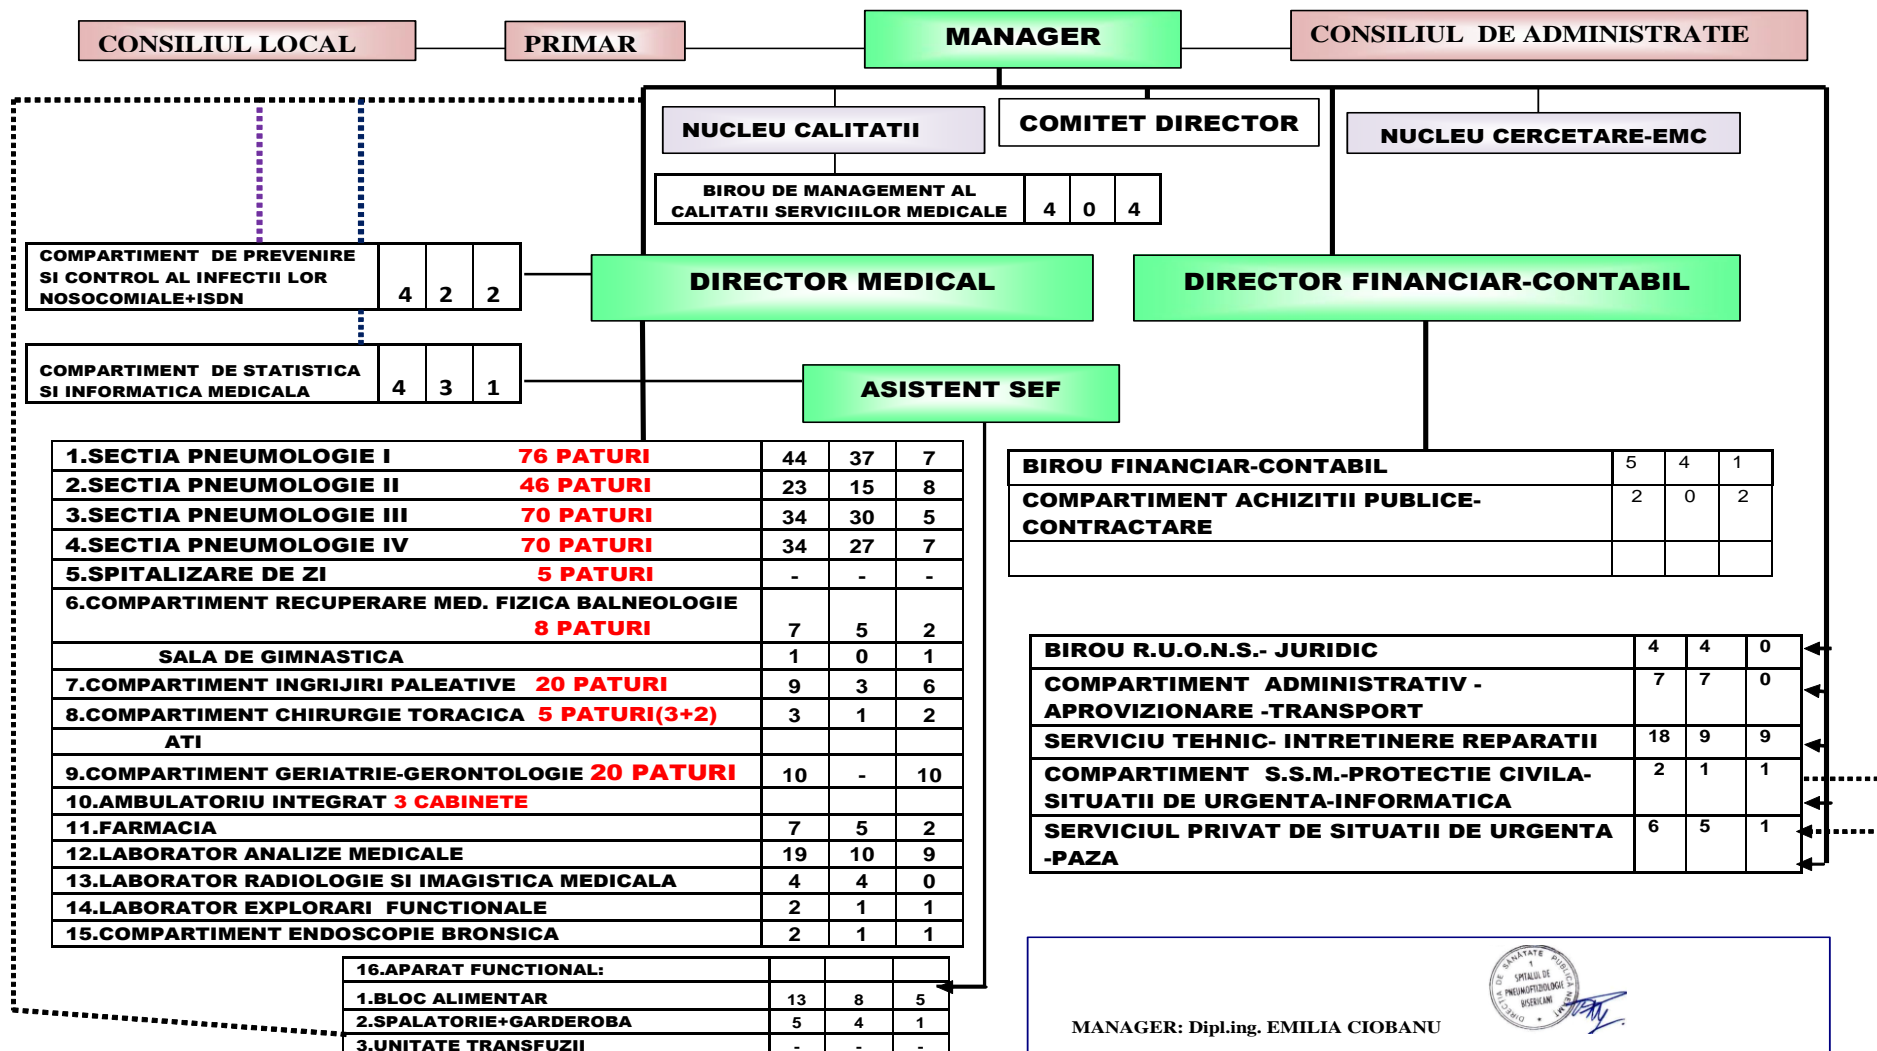 CONSILIUL LOCAL
PRIMAR
MANAGER
CONSILIUL DE ADMINISTRATIE
NUCLEU CALITATII
COMITET DIRECTOR
NUCLEU CERCETARE-EMC
BIROU DE MANAGEMENT AL
CALITATII SERVICIILOR MEDICALE 4 0 4
COMPARTIMENT DE PREVENIRE
SI CONTROL AL INFECTII LOR
NOSOCOMIALE+ISDN 4 2 2
DIRECTOR MEDICAL
DIRECTOR FINANCIAR-CONTABIL
COMPARTIMENT DE STATISTICA
SI INFORMATICA MEDICALA 4 3 1
ASISTENT SEF
1.SECTIA PNEUMOLOGIE I 76 PATURI 44 37 7
2.SECTIA PNEUMOLOGIE II 46 PATURI 23 15 8
3.SECTIA PNEUMOLOGIE III 70 PATURI 34 30 5
4.SECTIA PNEUMOLOGIE IV 70 PATURI 34 27 7
5.SPITALIZARE DE ZI 5 PATURI - - -
6.COMPARTIMENT RECUPERARE MED. FIZICA BALNEOLOGIE
8 PATURI 7 5 2
SALA DE GIMNASTICA 1 0 1
7.COMPARTIMENT INGRIJIRI PALEATIVE 20 PATURI 9 3 6
8.COMPARTIMENT CHIRURGIE TORACICA 5 PATURI(3+2) 3 1 2
ATI
9.COMPARTIMENT GERIATRIE-GERONTOLOGIE 20 PATURI 10 - 10
10.AMBULATORIU INTEGRAT 3 CABINETE
11.FARMACIA 7 5 2
12.LABORATOR ANALIZE MEDICALE 19 10 9
13.LABORATOR RADIOLOGIE SI IMAGISTICA MEDICALA 4 4 0
14.LABORATOR EXPLORARI FUNCTIONALE 2 1 1
15.COMPARTIMENT ENDOSCOPIE BRONSICA 2 1 1
16.APARAT FUNCTIONAL:
1.BLOC ALIMENTAR 13 8 5
2.SPALATORIE+GARDEROBA 5 4 1
3.UNITATE TRANSFUZII - - -
BIROU FINANCIAR-CONTABIL 5 4 1
COMPARTIMENT ACHIZITII PUBLICE- 2 0 2
CONTRACTARE
BIROU R.U.O.N.S.- JURIDIC 4 4 0
COMPARTIMENT ADMINISTRATIV - 7 7 0
APROVIZIONARE -TRANSPORT
SERVICIU TEHNIC- INTRETINERE REPARATII 18 9 9
COMPARTIMENT S.S.M.-PROTECTIE CIVILA- 2 1 1
SITUATII DE URGENTA-INFORMATICA
SERVICIUL PRIVAT DE SITUATII DE URGENTA 6 5 1
-PAZA
DIRECȚIA DE SĂNĂTATE PUBLICĂ NEAMȚ
1
SPITALUL DE
PNEUMOFTIZIOLOGIE
BISERICANI
MANAGER: Dipl.ing. EMILIA CIOBANU